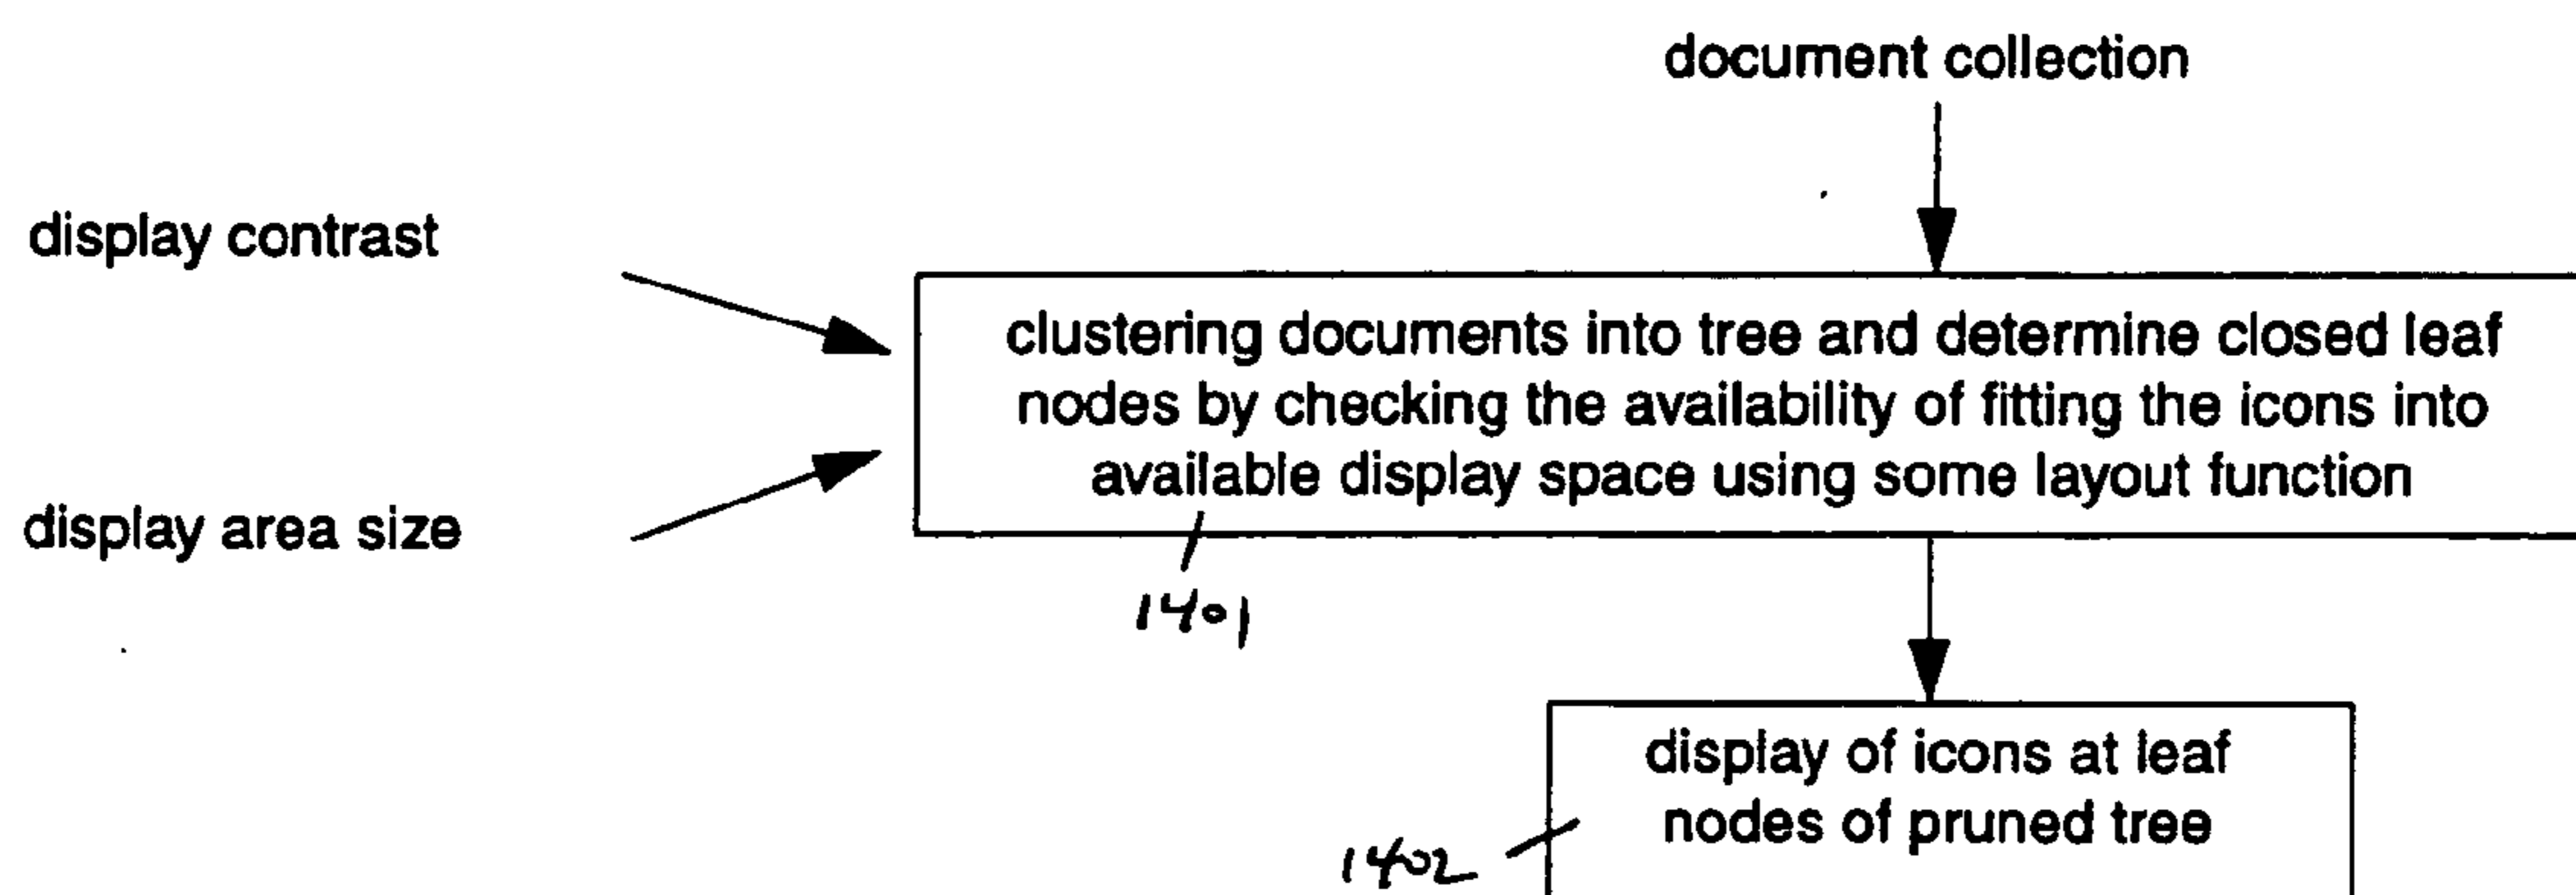 document collection
display contrast
clustering documents into tree and determine closed leaf
nodes by checking the availability of fitting the icons into
available display space using some layout function
display area size
1401
display of icons at leaf
nodes of pruned tree
1402